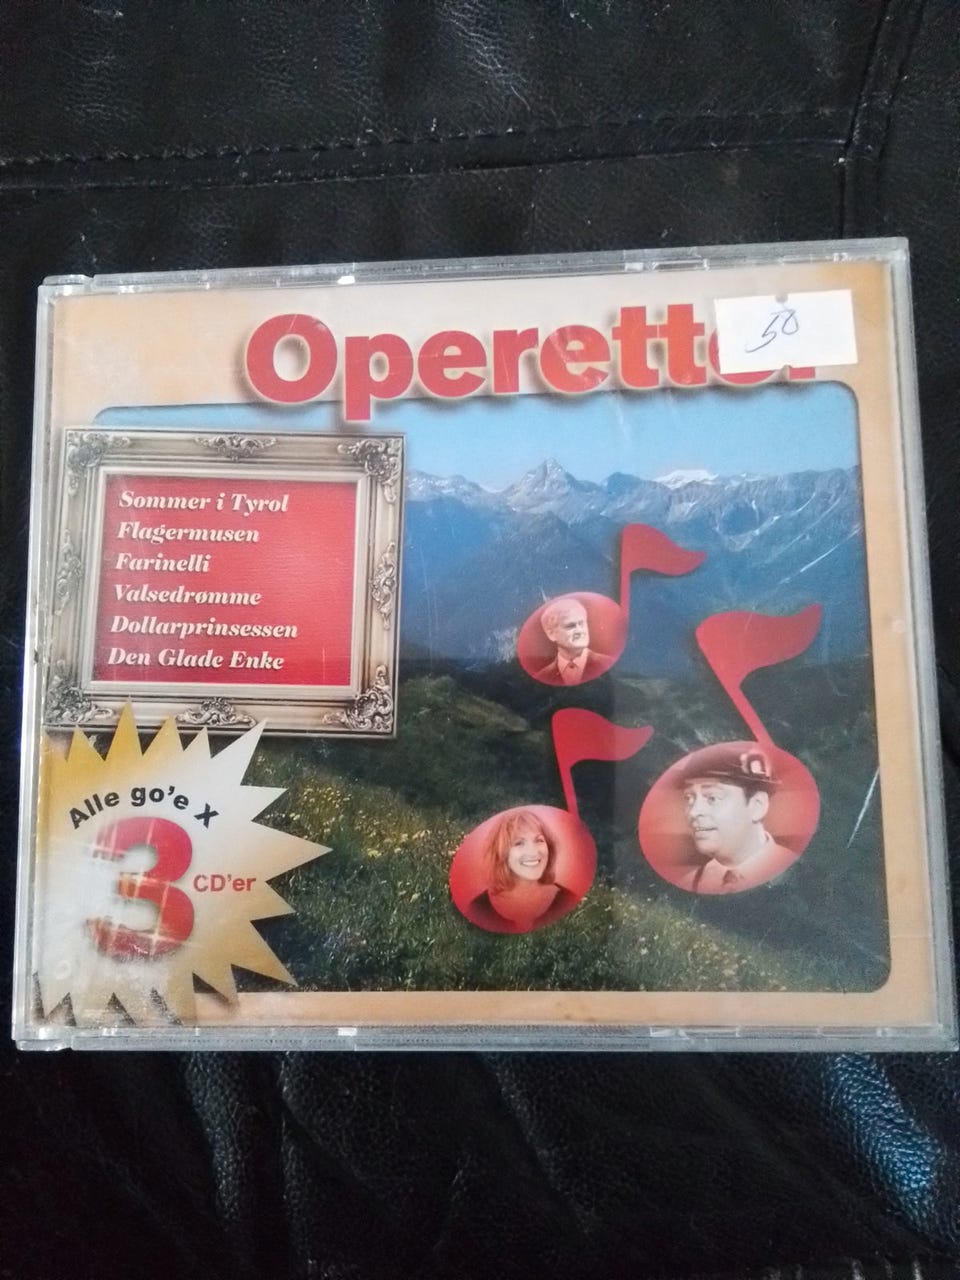 Operetter
50
Sommer i Tyrol
Flagermusen
Farinelli
Valsedrømme
Dollarprinsessen
Den Glade Enke
Alle go'e X
3
CD'er